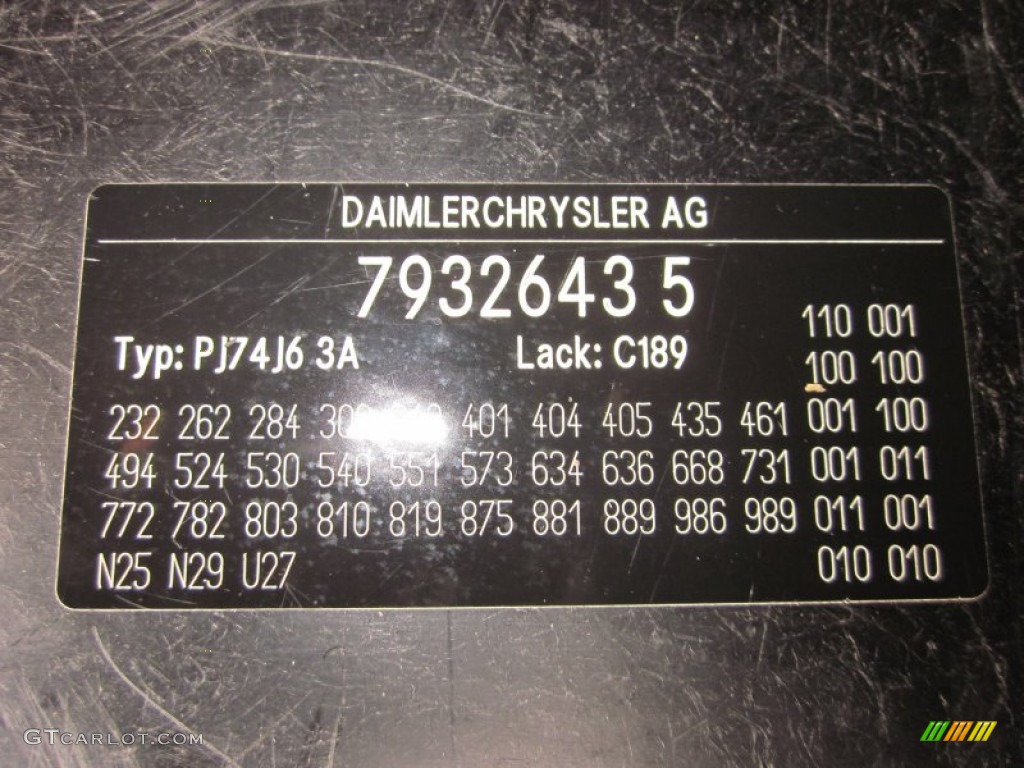 DAIMLERCHRYSLER AG
7932643 5
Typ: PJ74J6 3A Lack: C189
110 001
100 100
232 262 284 401 404 405 435 461 001 100
494 524 530 540 551 573 634 636 668 731 001 011
772 782 803 810 819 875 881 889 986 989 011 001
N25 N29 U27 010 010
GTCARLOT.COM